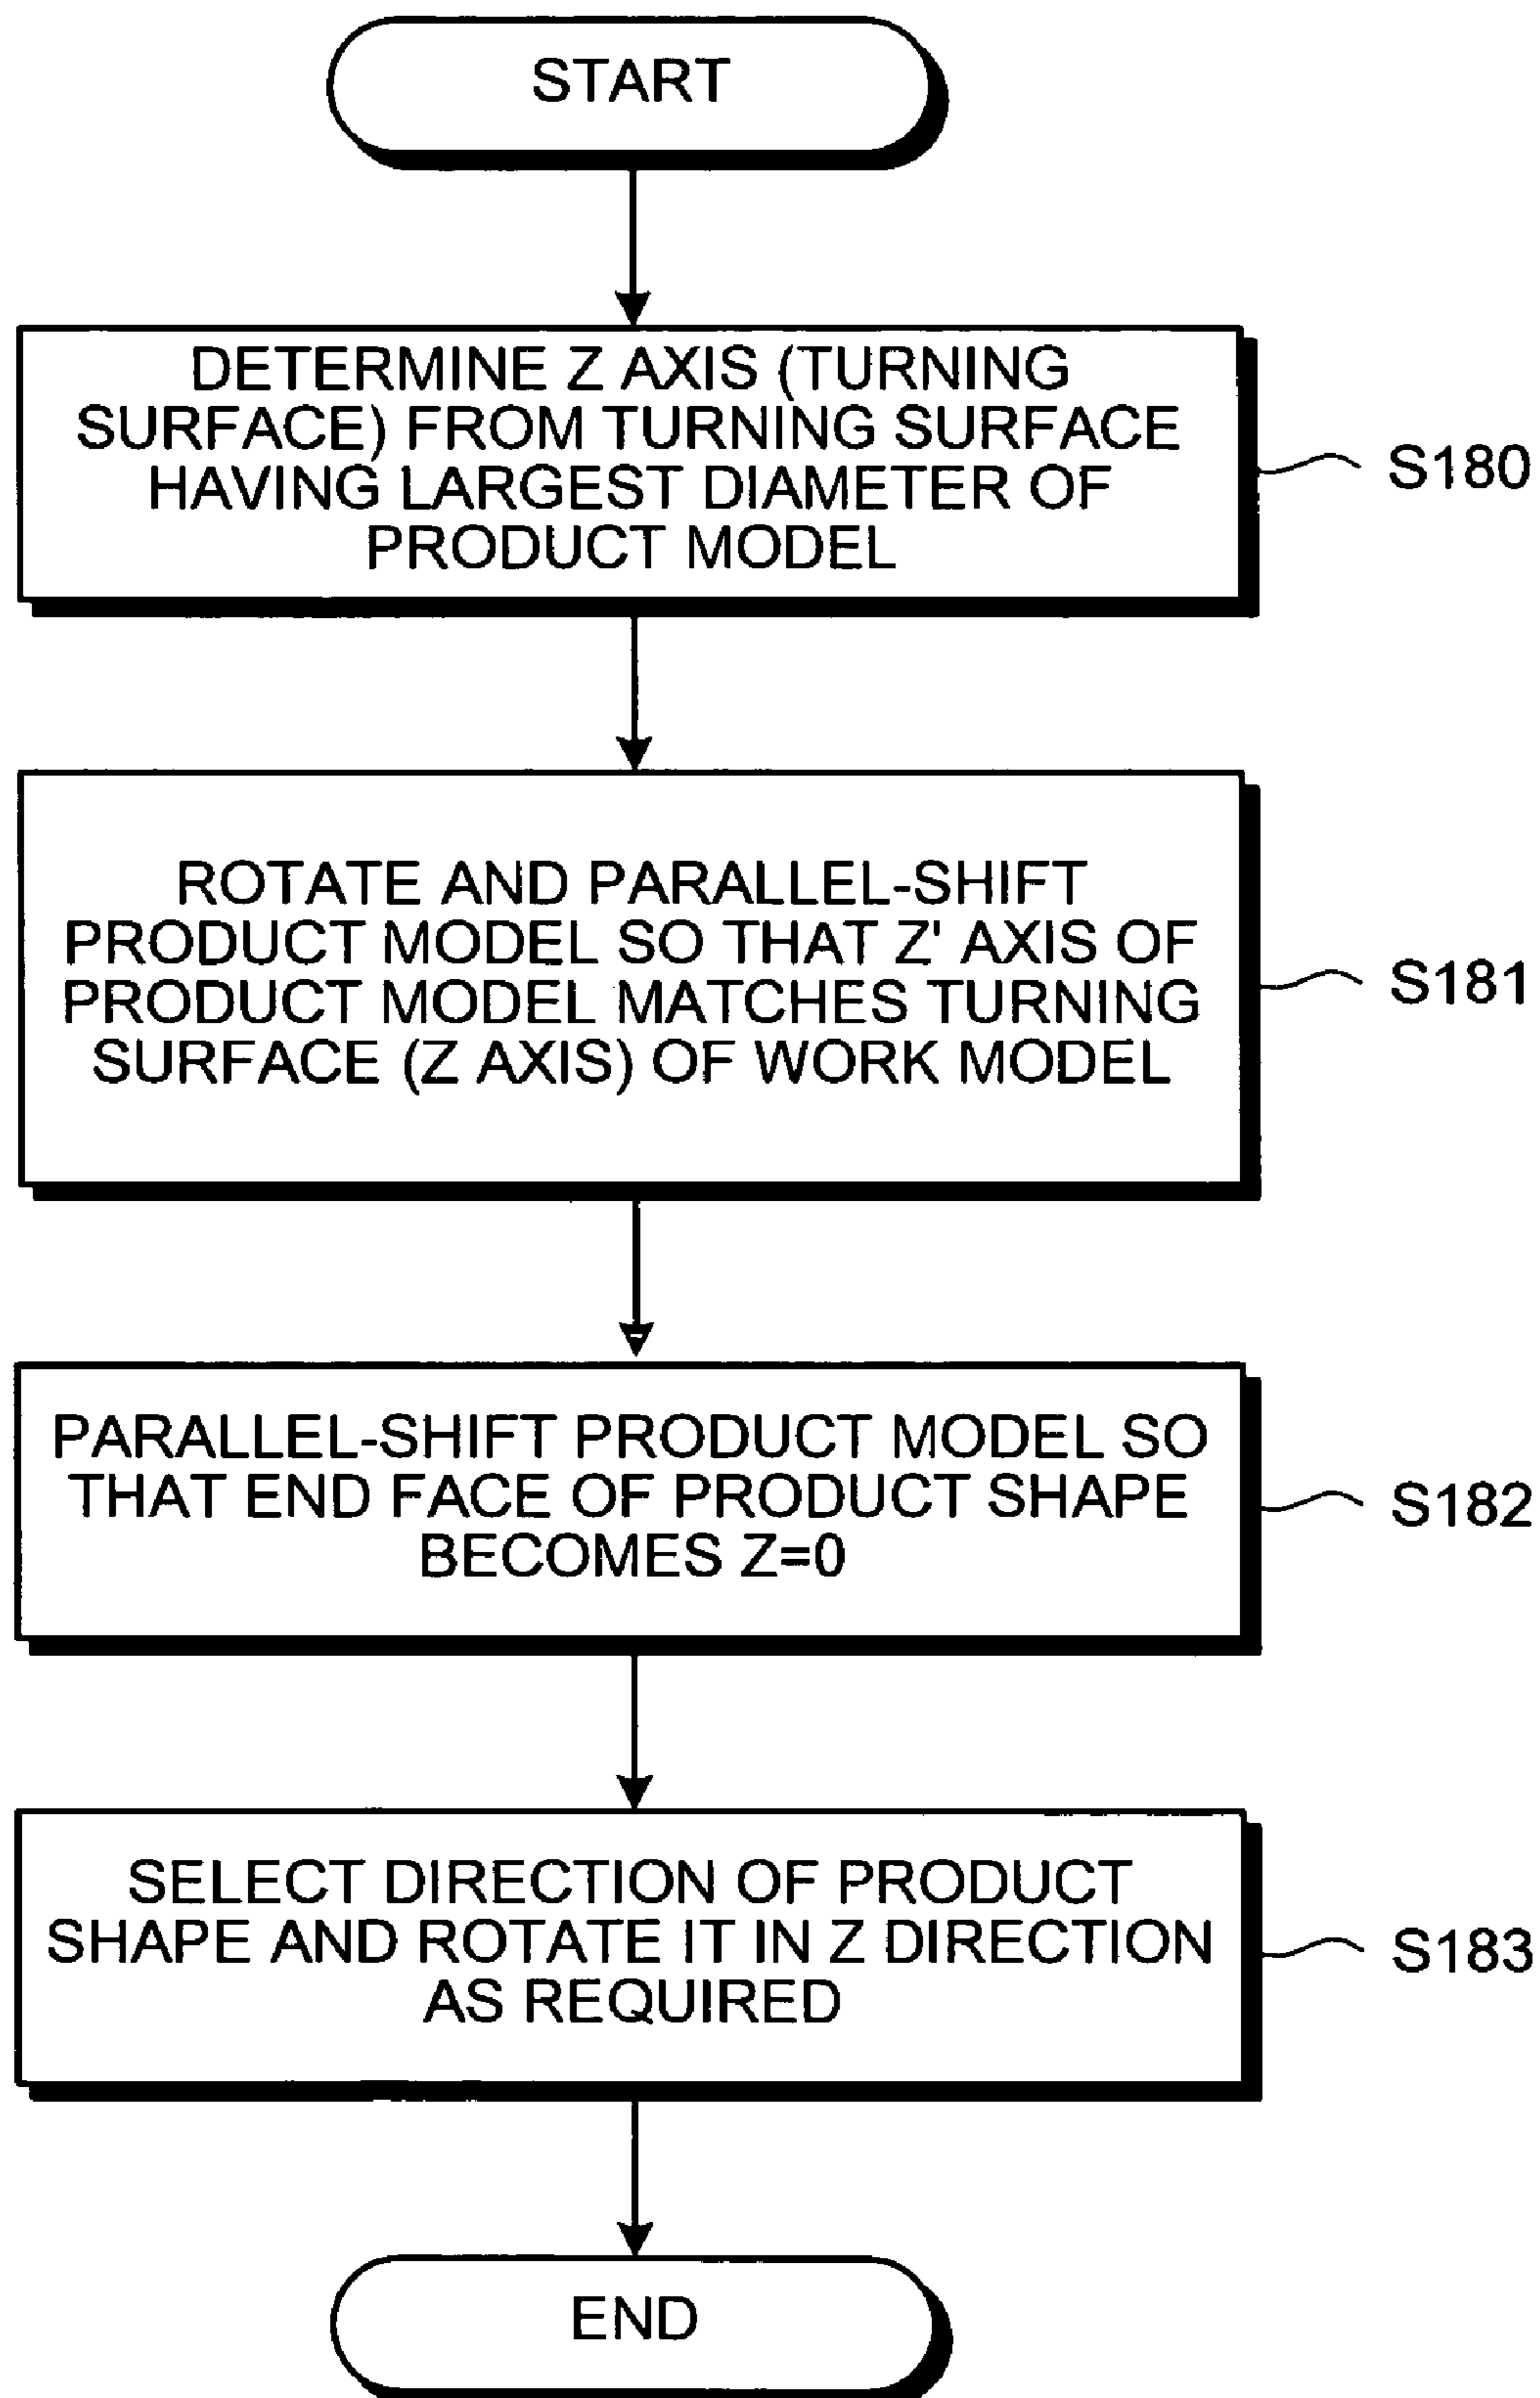 START
DETERMINE Z AXIS (TURNING
SURFACE) FROM TURNING SURFACE
HAVING LARGEST DIAMETER OF
PRODUCT MODEL
S180
ROTATE AND PARALLEL-SHIFT
PRODUCT MODEL SO THAT Z' AXIS OF
PRODUCT MODEL MATCHES TURNING
SURFACE (Z AXIS) OF WORK MODEL
S181
PARALLEL-SHIFT PRODUCT MODEL SO
THAT END FACE OF PRODUCT SHAPE
BECOMES Z=0
S182
SELECT DIRECTION OF PRODUCT
SHAPE AND ROTATE IT IN Z DIRECTION
AS REQUIRED
S183
END